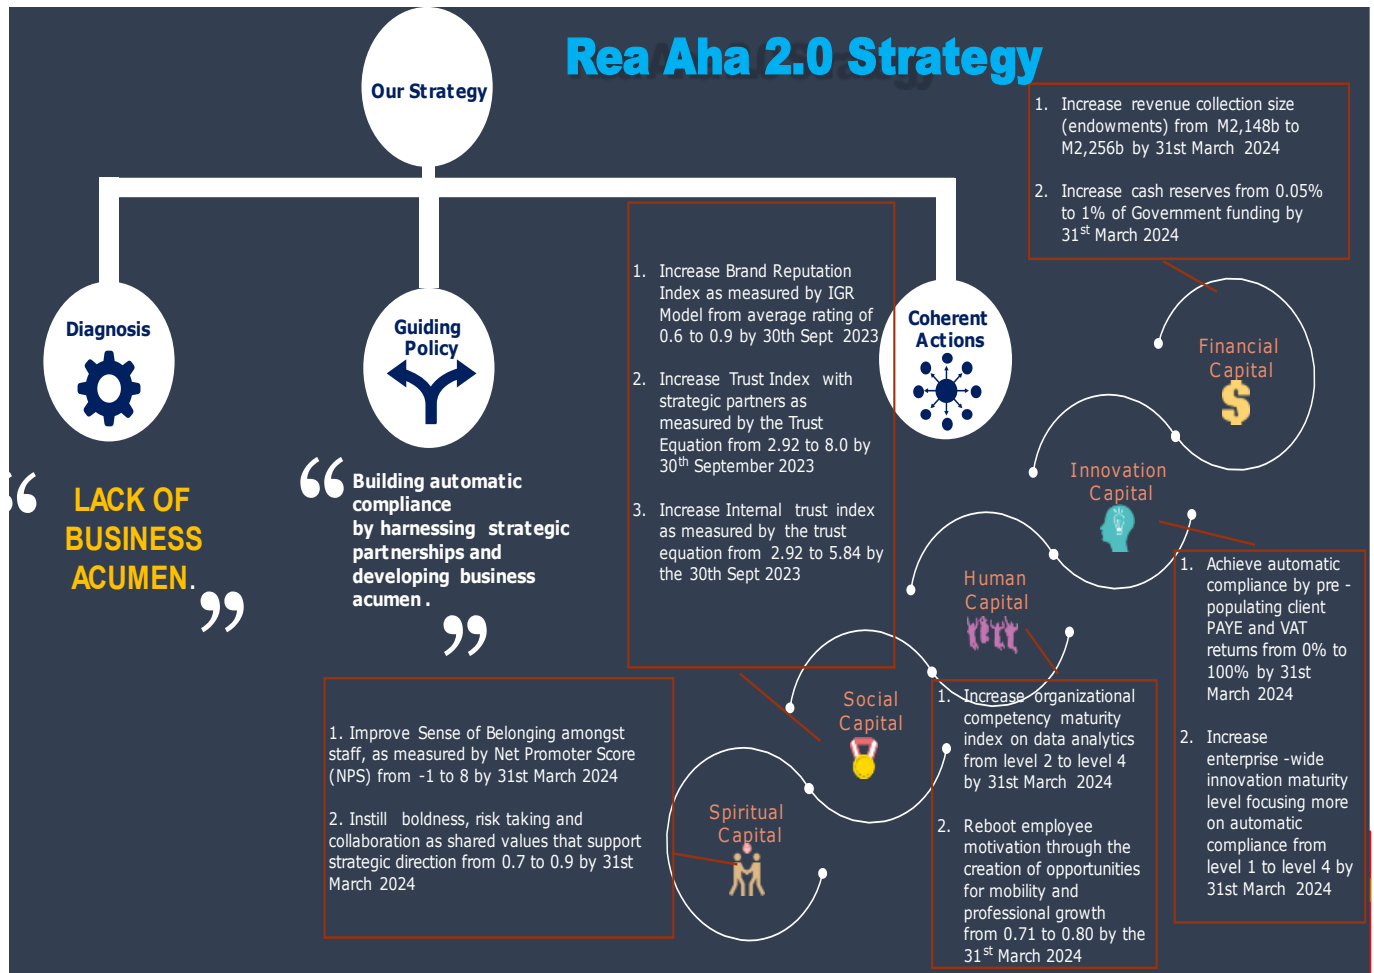 Rea Aha 2.0 Strategy
Our Strategy
Diagnosis
“
LACK OF
BUSINESS
ACUMEN.
”
Guiding
Policy
“
Building automatic
compliance
by harnessing strategic
partnerships and
developing business
acumen .
”
Coherent
Actions
1. Increase revenue collection size
(endowments) from M2,148b to
M2,256b by 31st March 2024
2. Increase cash reserves from 0.05%
to 1% of Government funding by
31st March 2024
Financial
Capital
$
Innovation
Capital
1. Achieve automatic
compliance by pre -
populating client
PAYE and VAT
returns from 0% to
100% by 31st
March 2024
2. Increase
enterprise -wide
innovation maturity
level focusing more
on automatic
compliance from
level 1 to level 4 by
31st March 2024
Human
Capital
1. Increase organizational
competency maturity
index on data analytics
from level 2 to level 4
by 31st March 2024
2. Reboot employee
motivation through the
creation of opportunities
for mobility and
professional growth
from 0.71 to 0.80 by the
31st March 2024
1. Increase Brand Reputation
Index as measured by IGR
Model from average rating of
0.6 to 0.9 by 30th Sept 2023
2. Increase Trust Index with
strategic partners as
measured by the Trust
Equation from 2.92 to 8.0 by
30th September 2023
3. Increase Internal trust index
as measured by the trust
equation from 2.92 to 5.84 by
the 30th Sept 2023
Social
Capital
1. Improve Sense of Belonging amongst
staff, as measured by Net Promoter Score
(NPS) from -1 to 8 by 31st March 2024
2. Instill boldness, risk taking and
collaboration as shared values that support
strategic direction from 0.7 to 0.9 by 31st
March 2024
Spiritual
Capital